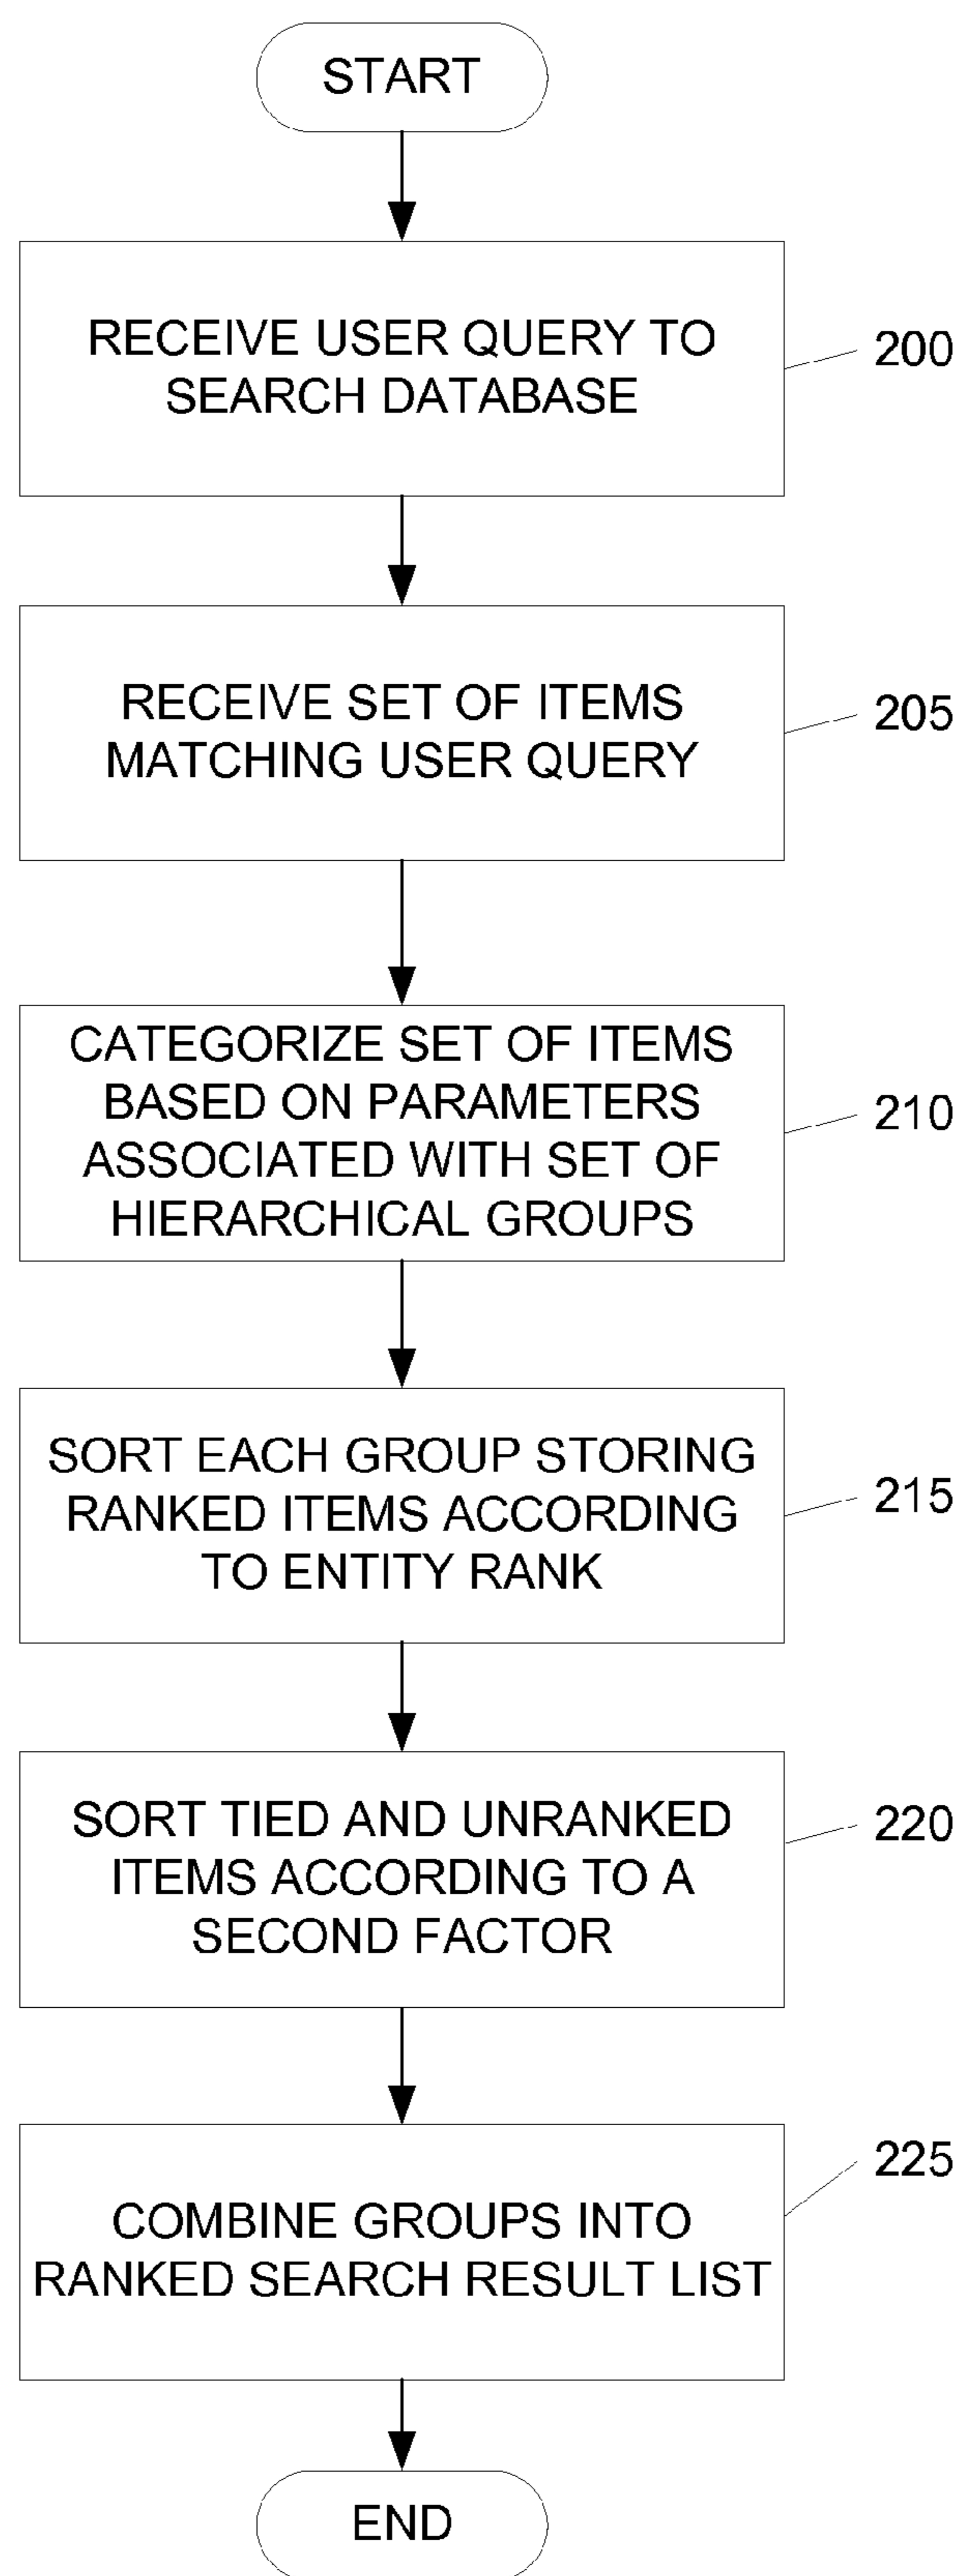 START
RECEIVE USER QUERY TO
SEARCH DATABASE
200
RECEIVE SET OF ITEMS
MATCHING USER QUERY
205
CATEGORIZE SET OF ITEMS
BASED ON PARAMETERS
ASSOCIATED WITH SET OF
HIERARCHICAL GROUPS
210
SORT EACH GROUP STORING
RANKED ITEMS ACCORDING
TO ENTITY RANK
215
SORT TIED AND UNRANKED
ITEMS ACCORDING TO A
SECOND FACTOR
220
COMBINE GROUPS INTO
RANKED SEARCH RESULT LIST
225
END